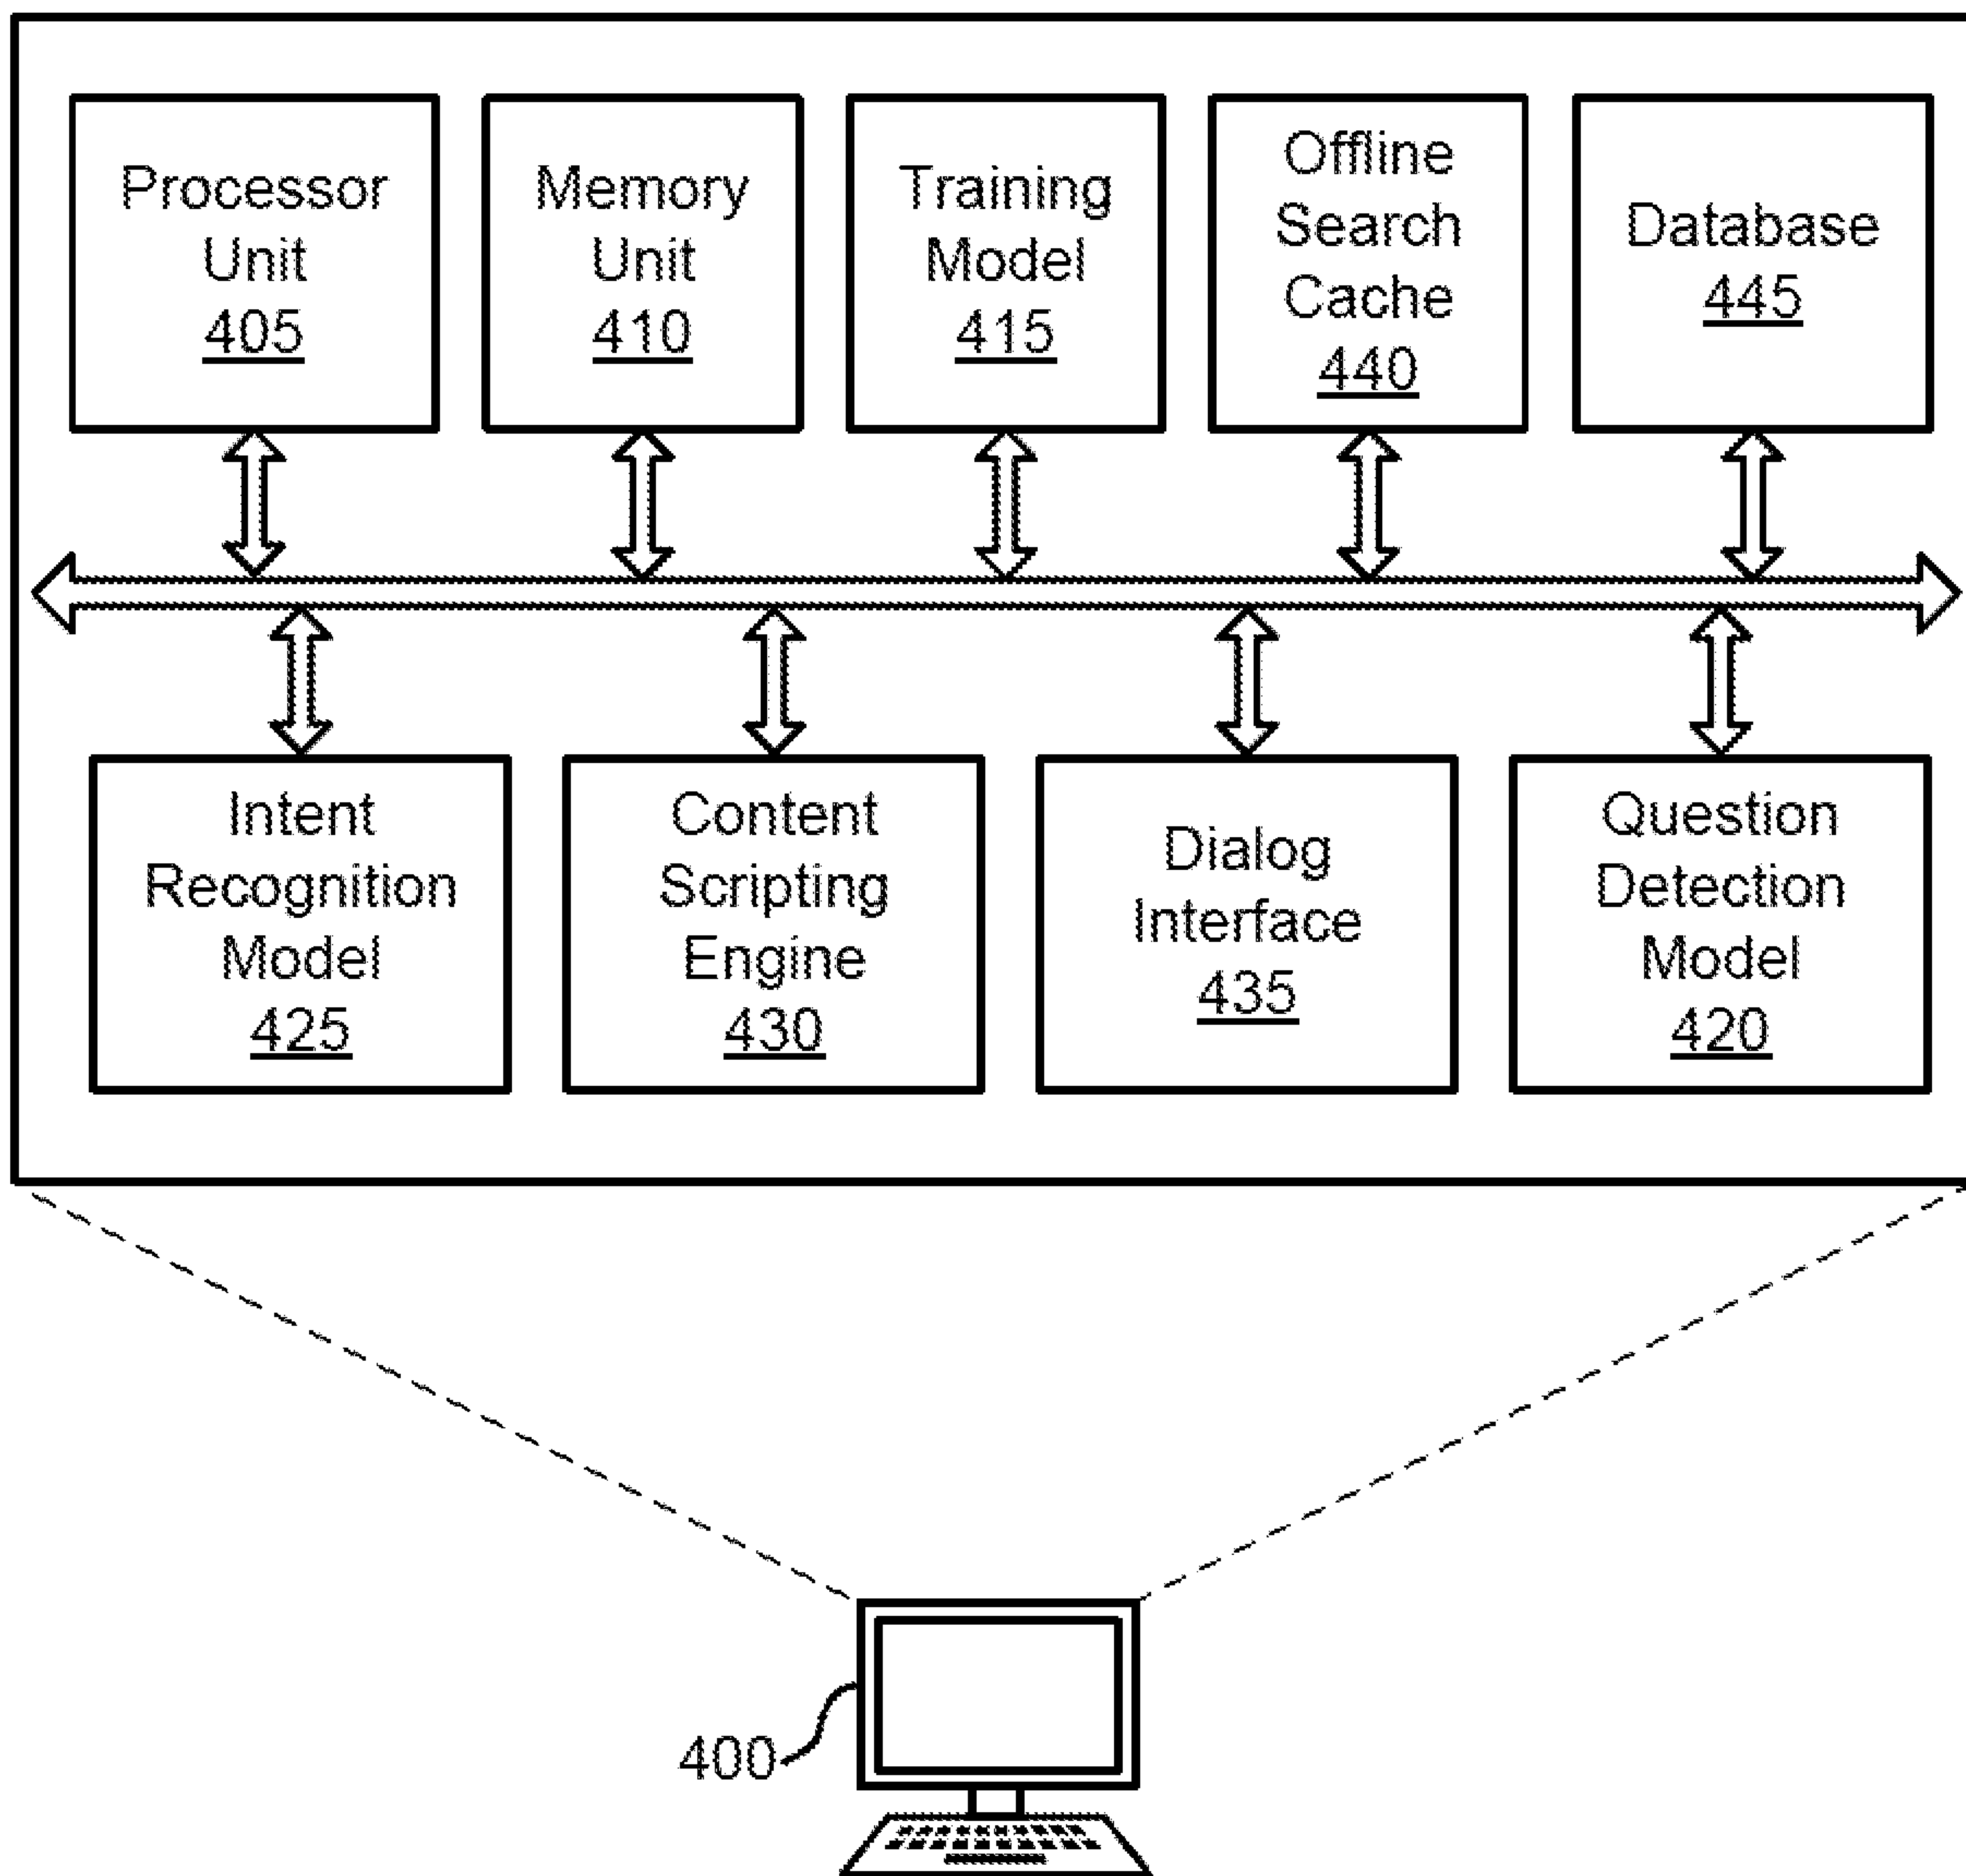 Processor
Unit
405
Memory
Unit
410
Training
Model
415
Offline
Search
Cache
440
Database
445
Intent
Recognition
Model
425
Content
Scripting
Engine
430
Dialog
Interface
435
Question
Detection
Model
420
400